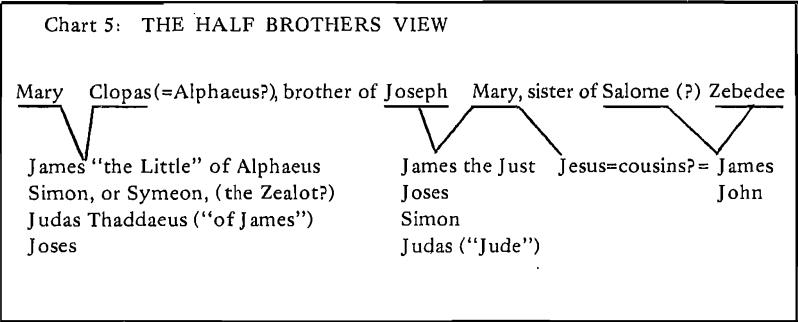 Chart 5: THE HALF BROTHERS VIEW
Mary Clopas (=Alphaeus?), brother of Joseph Mary, sister of Salome (?) Zebedee
James "the Little" of Alphaeus James the Just Jesus=cousins?= James
Simon, or Symeon, (the Zealot?) Joses John
Judas Thaddaeus ("of James") Simon
Joses Judas ("Jude")